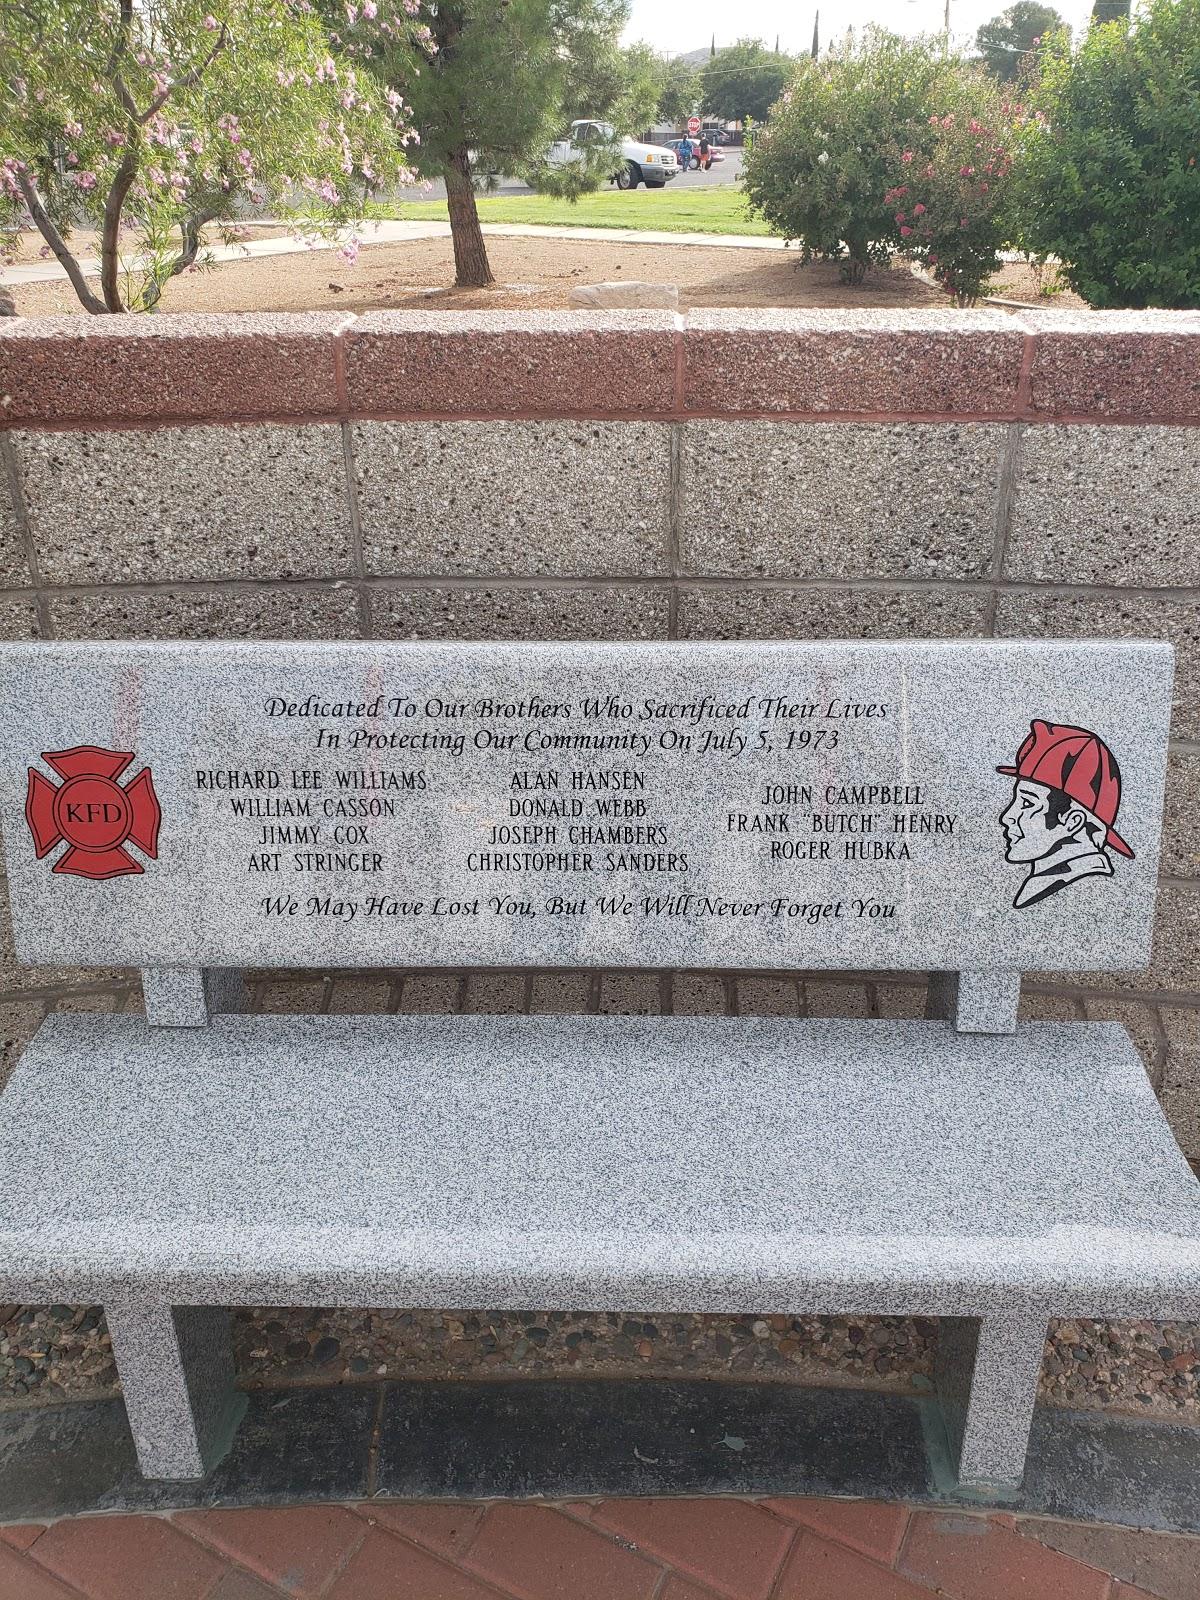 STOP
Dedicated To Our Brothers Who Sacrificed Their Lives
In Protecting Our Community On July 5, 1973
KFD
RICHARD LEE WILLIAMS
WILLIAM CASSON
JIMMY COX
ART STRINGER
ALAN HANSEN
DONALD WEBB
JOSEPH CHAMBERS
CHRISTOPHER SANDERS
JOHN CAMPBELL
FRANK "BUTCH" HENRY
ROGER HUBKA
We May Have Lost You, But We Will Never Forget You